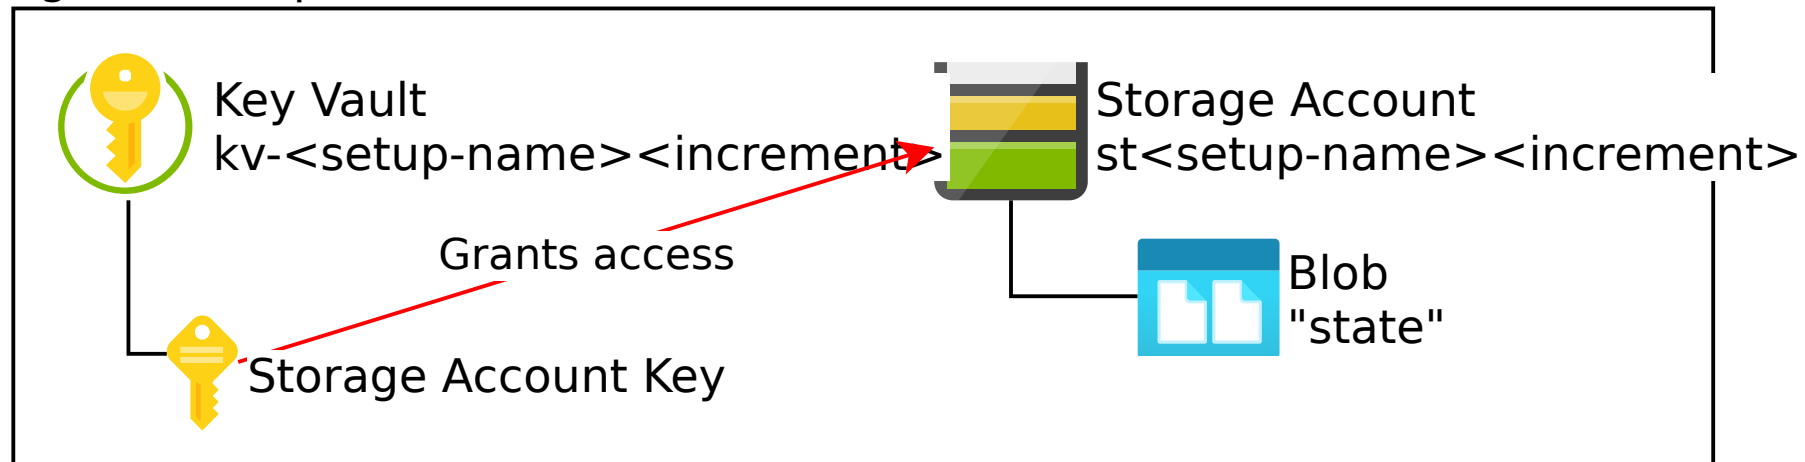 Key Vault
kv-<setup-name><increment>
Storage Account
st<setup-name><increment>
Grants access
Blob
"state"
Storage Account Key